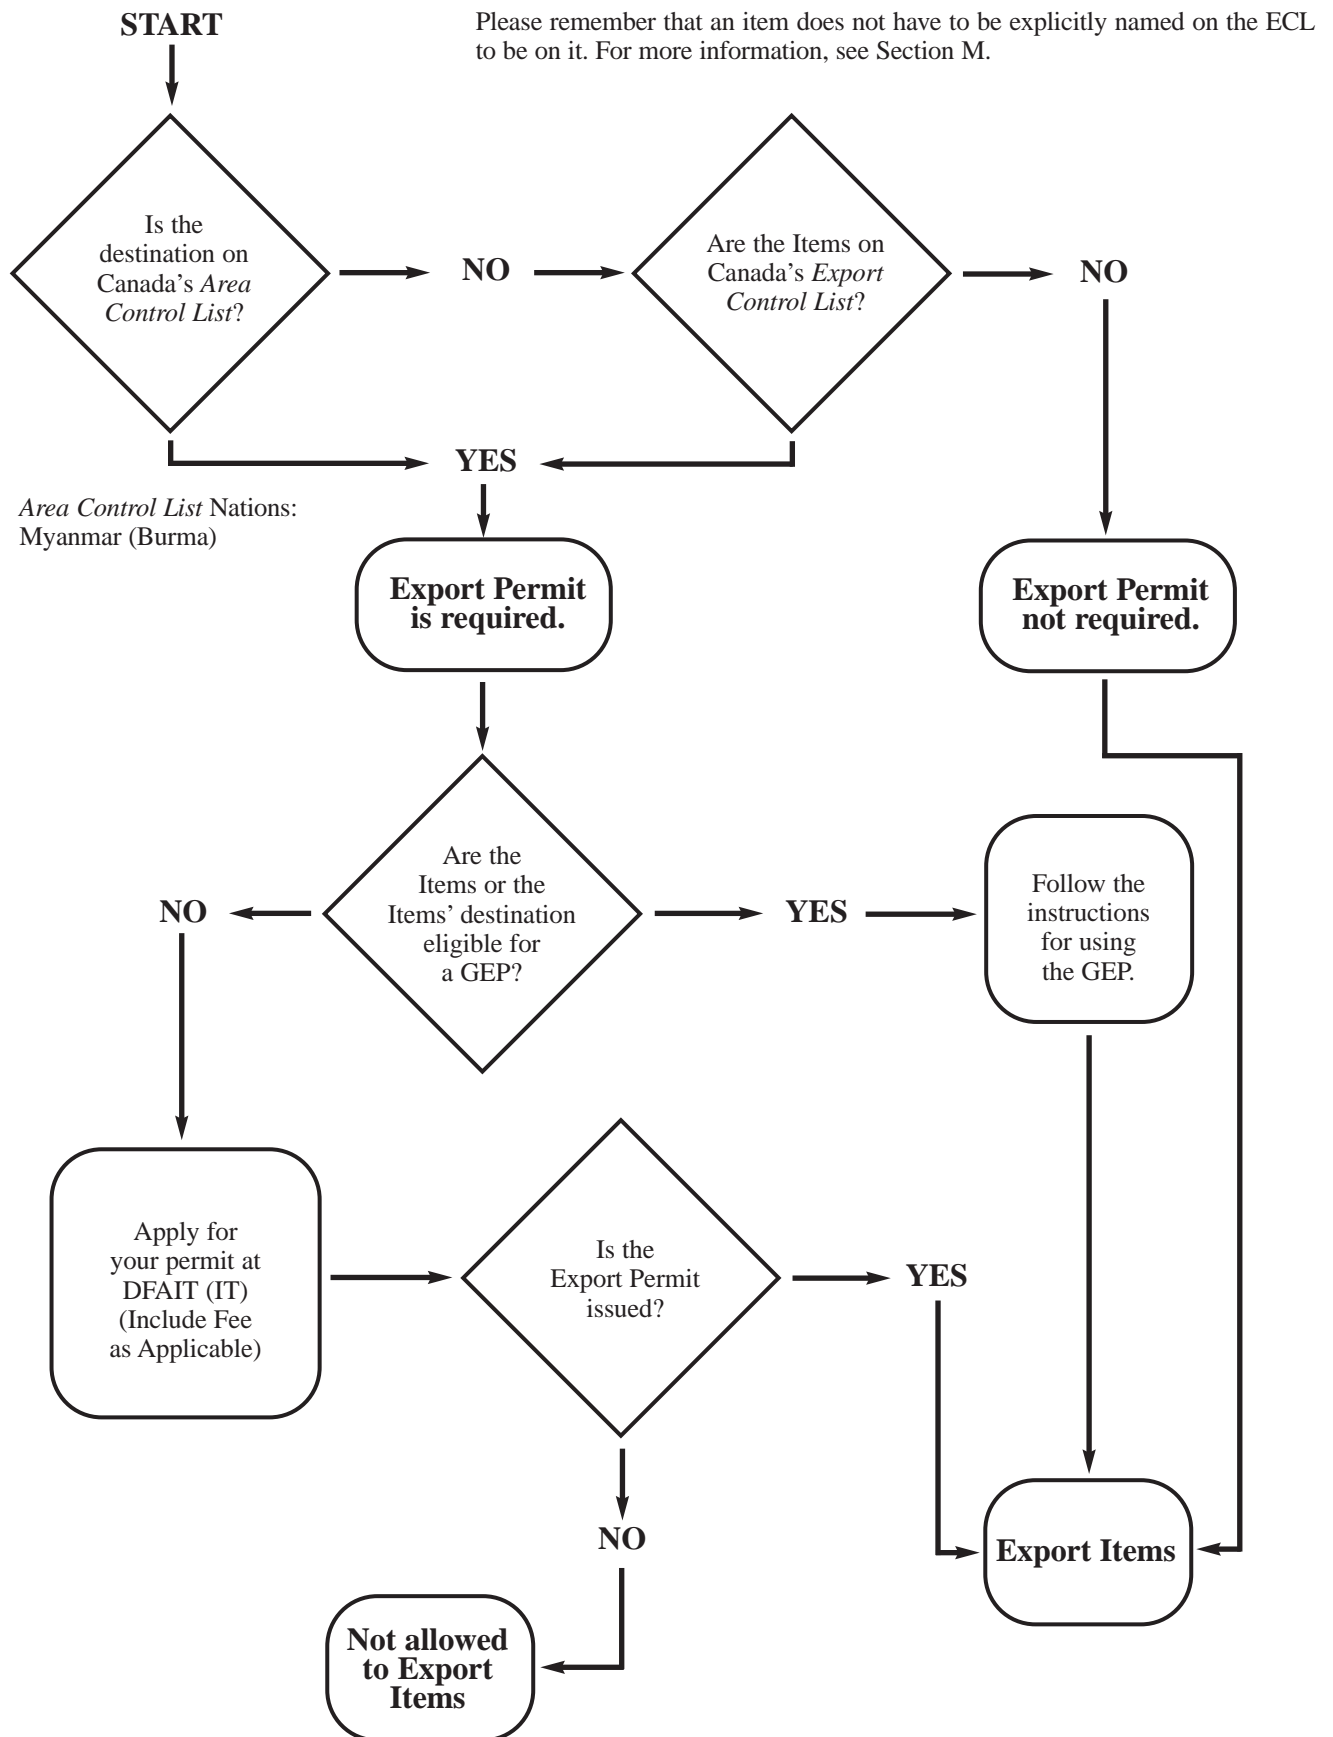 START
Please remember that an item does not have to be explicitly named on the ECL
to be on it. For more information, see Section M.
Is the
destination on
Canada’s Area
Control List?
NO
Are the Items on
Canada’s Export
Control List?
NO
YES
Area Control List Nations:
Myanmar (Burma)
Export Permit
is required.
Export Permit
not required.
Are the
Items or the
Items’ destination
eligible for
a GEP?
NO
YES
Follow the
instructions
for using
the GEP.
Apply for
your permit at
DFAIT (IT)
(Include Fee
as Applicable)
Is the
Export Permit
issued?
YES
NO
Export Items
Not allowed
to Export
Items